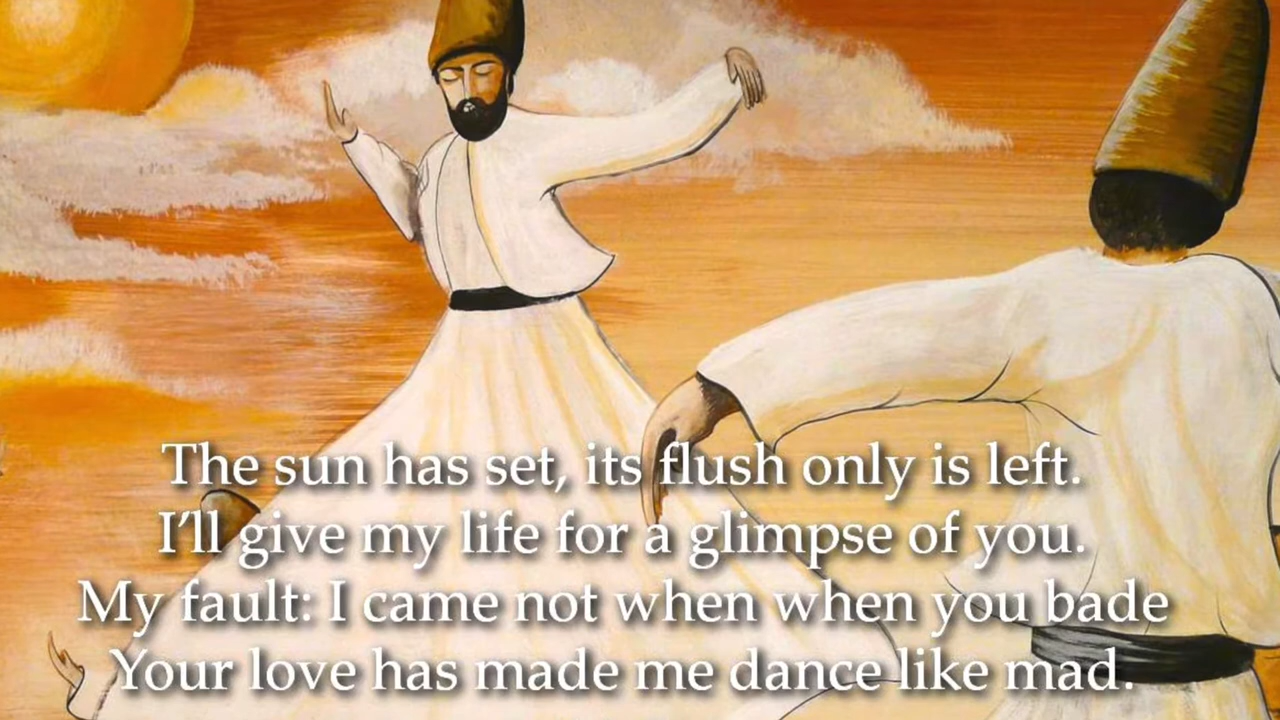 The sun has set, its flush only is left.
I'll give my life for a glimpse of you.
My fault: I came not when when you bade
Your love has made me dance like mad.